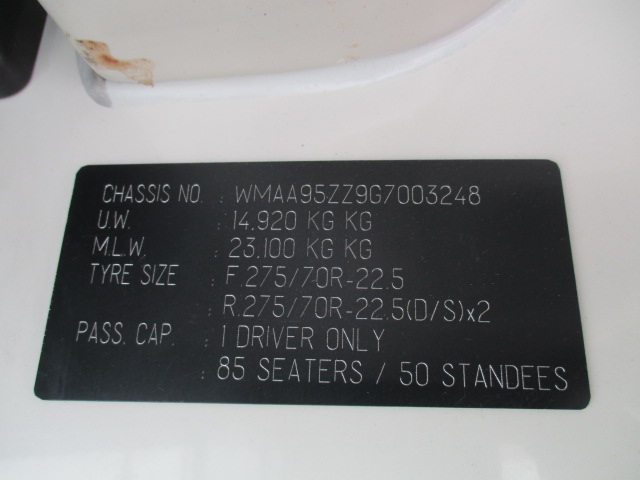 CHASSIS NO. : WMAA95ZZ9G7003248
U.W. : 14.920 KG KG
M.L.W. : 23.100 KG KG
TYRE SIZE : F.275/70R-22.5
: R.275/70R-22.5(D/S)x2
PASS. CAP. : 1 DRIVER ONLY
: 85 SEATERS / 50 STANDEES